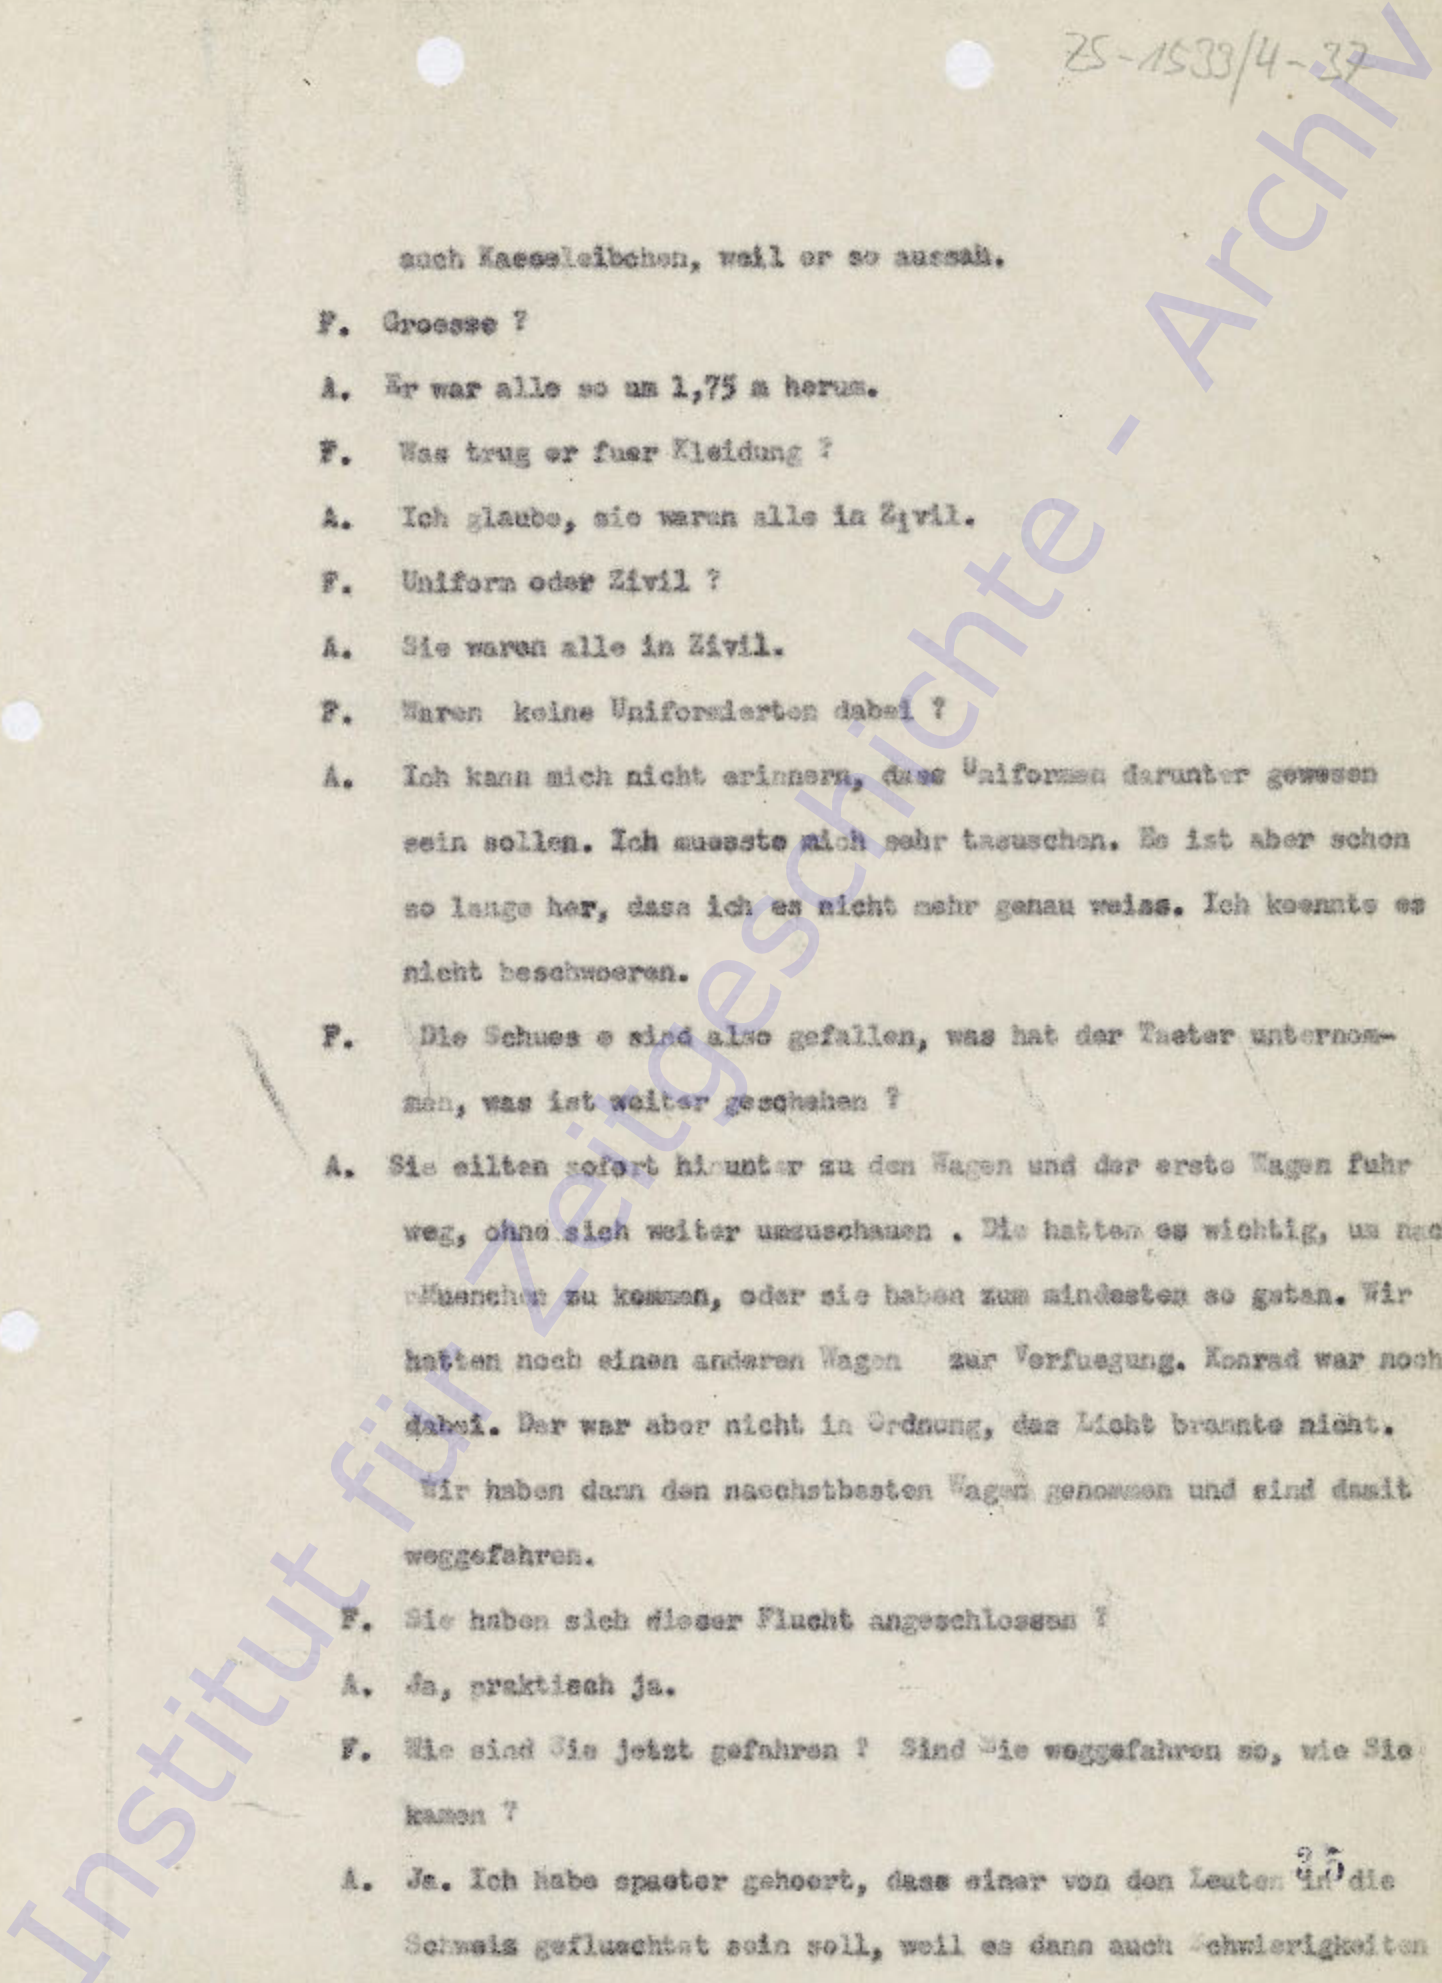 ZS-1533/4-37
auch Kaeseleibchen, weil er so aussah.
F. Groesse ?
A. Er war alle so um 1,75 m herum.
F. Was trug er fuer Kleidung ?
A. Ich glaube, sie waren alle in Zivil.
F. Uniform oder Zivil ?
A. Sie waren alle in Zivil.
F. Waren keine Uniformierten dabei ?
A. Ich kann mich nicht erinnern, dass Uniformen darunter gewesen
sein sollen. Ich muesste mich sehr taeuschen. Es ist aber schon
so lange her, dass ich es nicht mehr genau weiss. Ich koennte es
nicht beschwoeren.
F. Die Schues e sind also gefallen, was hat der Taeter unternom-
men, was ist weiter geschehen ?
A. Sie eilten sofort hinunter zu den Wagen und der erste Wagen fuhr
weg, ohne sich weiter umzuschauen . Die hatten es wichtig, um nac
Muenchen zu kommen, oder sie haben zum mindesten so getan. Wir
hatten noch einen anderen Wagen zur Verfuegung. Konrad war noch
dabei. Der war aber nicht in Ordnung, das Licht brannte nicht.
Wir haben dann den naechstbesten Wagen genommen und sind damit
weggefahren.
F. Sie haben sich dieser Flucht angeschlossen ?
A. Ja, praktisch ja.
F. Wie sind Sie jetzt gefahren ? Sind Sie weggefahren so, wie Sie
kamen ?
A. Ja. Ich habe spaeter gehoert, dass einer von den Leuten in die
Schweiz gefluechtet sein soll, weil es dann auch Schwierigkeiten
Institut für Zeitgeschichte - Archiv